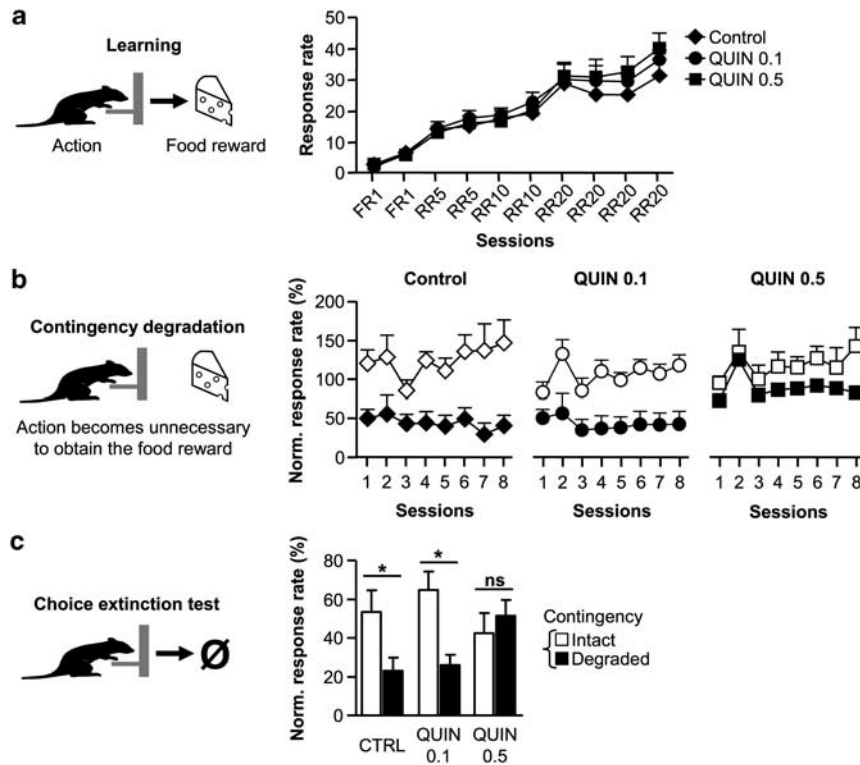 a
Learning
Action
Food reward
Response rate
50
40
30
20
10
0
FR1 FR1 RR5 RR5 RR10 RR10 RR20 RR20 RR20 RR20
Sessions
Control
QUIN 0.1
QUIN 0.5
b
Contingency degradation
Action becomes unnecessary
to obtain the food reward
Control QUIN 0.1 QUIN 0.5
Norm. response rate (%)
200
150
100
50
0
1 2 3 4 5 6 7 8 1 2 3 4 5 6 7 8 1 2 3 4 5 6 7 8
Sessions Sessions Sessions
c
Choice extinction test
Ø
Norm. response rate (%)
80
60
40
20
0
* * ns
CTRL QUIN 0.1 QUIN 0.5
Contingency
Intact
Degraded